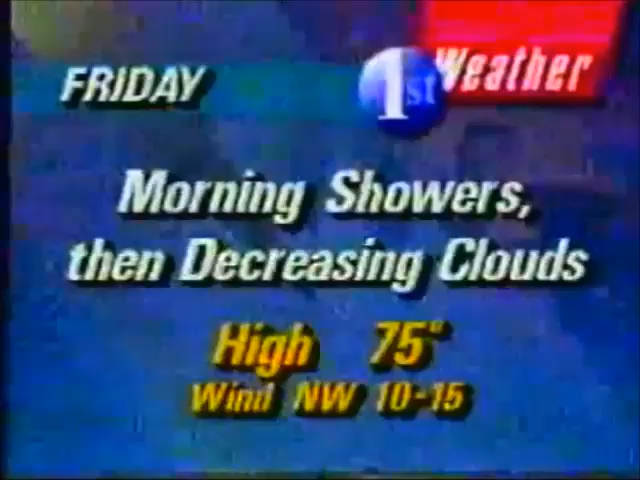 FRIDAY
1st Weather
Morning Showers,
then Decreasing Clouds
High 75°
Wind NW 10-15